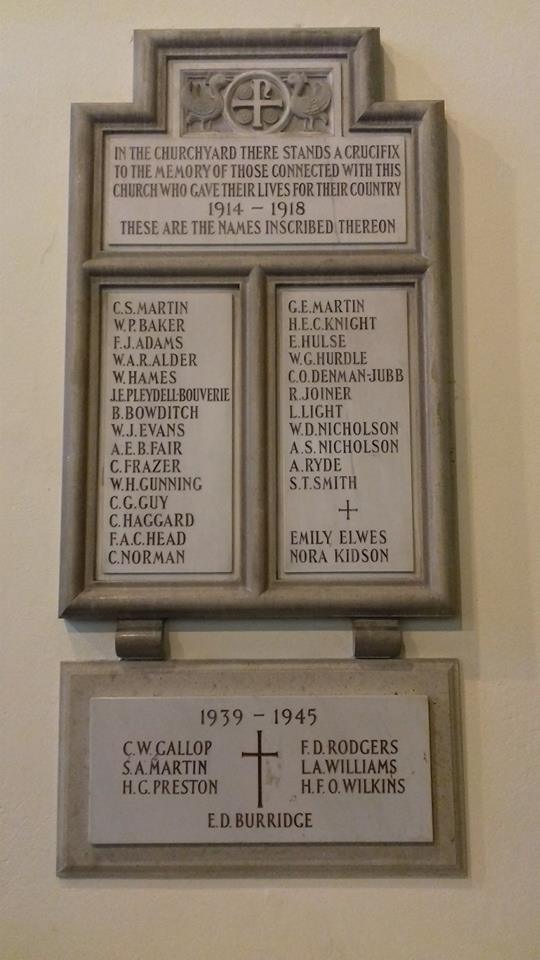 IN THE CHURCHYARD THERE STANDS A CRUCIFIX
TO THE MEMORY OF THOSE CONNECTED WITH THIS
CHURCH WHO GAVE THEIR LIVES FOR THEIR COUNTRY
1914 – 1918
THESE ARE THE NAMES INSCRIBED THEREON
C.S. MARTIN
W.P. BAKER
F.J. ADAMS
W.A.R. ALDER
W. HAMES
J.E. PLEYDELL-BOUVERIE
B. BOWDITCH
W.J. EVANS
A.E.B. FAIR
C. FRAZER
W.H. GUNNING
C.G. GUY
C. HAGGARD
F.A.C. HEAD
C. NORMAN
G.E. MARTIN
H.E.C. KNIGHT
E. HULSE
W.G. HURDLE
C.O. DENMAN-JUBB
R. JOINER
L. LIGHT
W.D. NICHOLSON
A.S. NICHOLSON
A. RYDE
S.T. SMITH
EMILY ELWES
NORA KIDSON
1939 – 1945
C.W. GALLOP
S.A. MARTIN
H.G. PRESTON
F.D. RODGERS
L.A. WILLIAMS
H.F.O. WILKINS
E.D. BURRIDGE